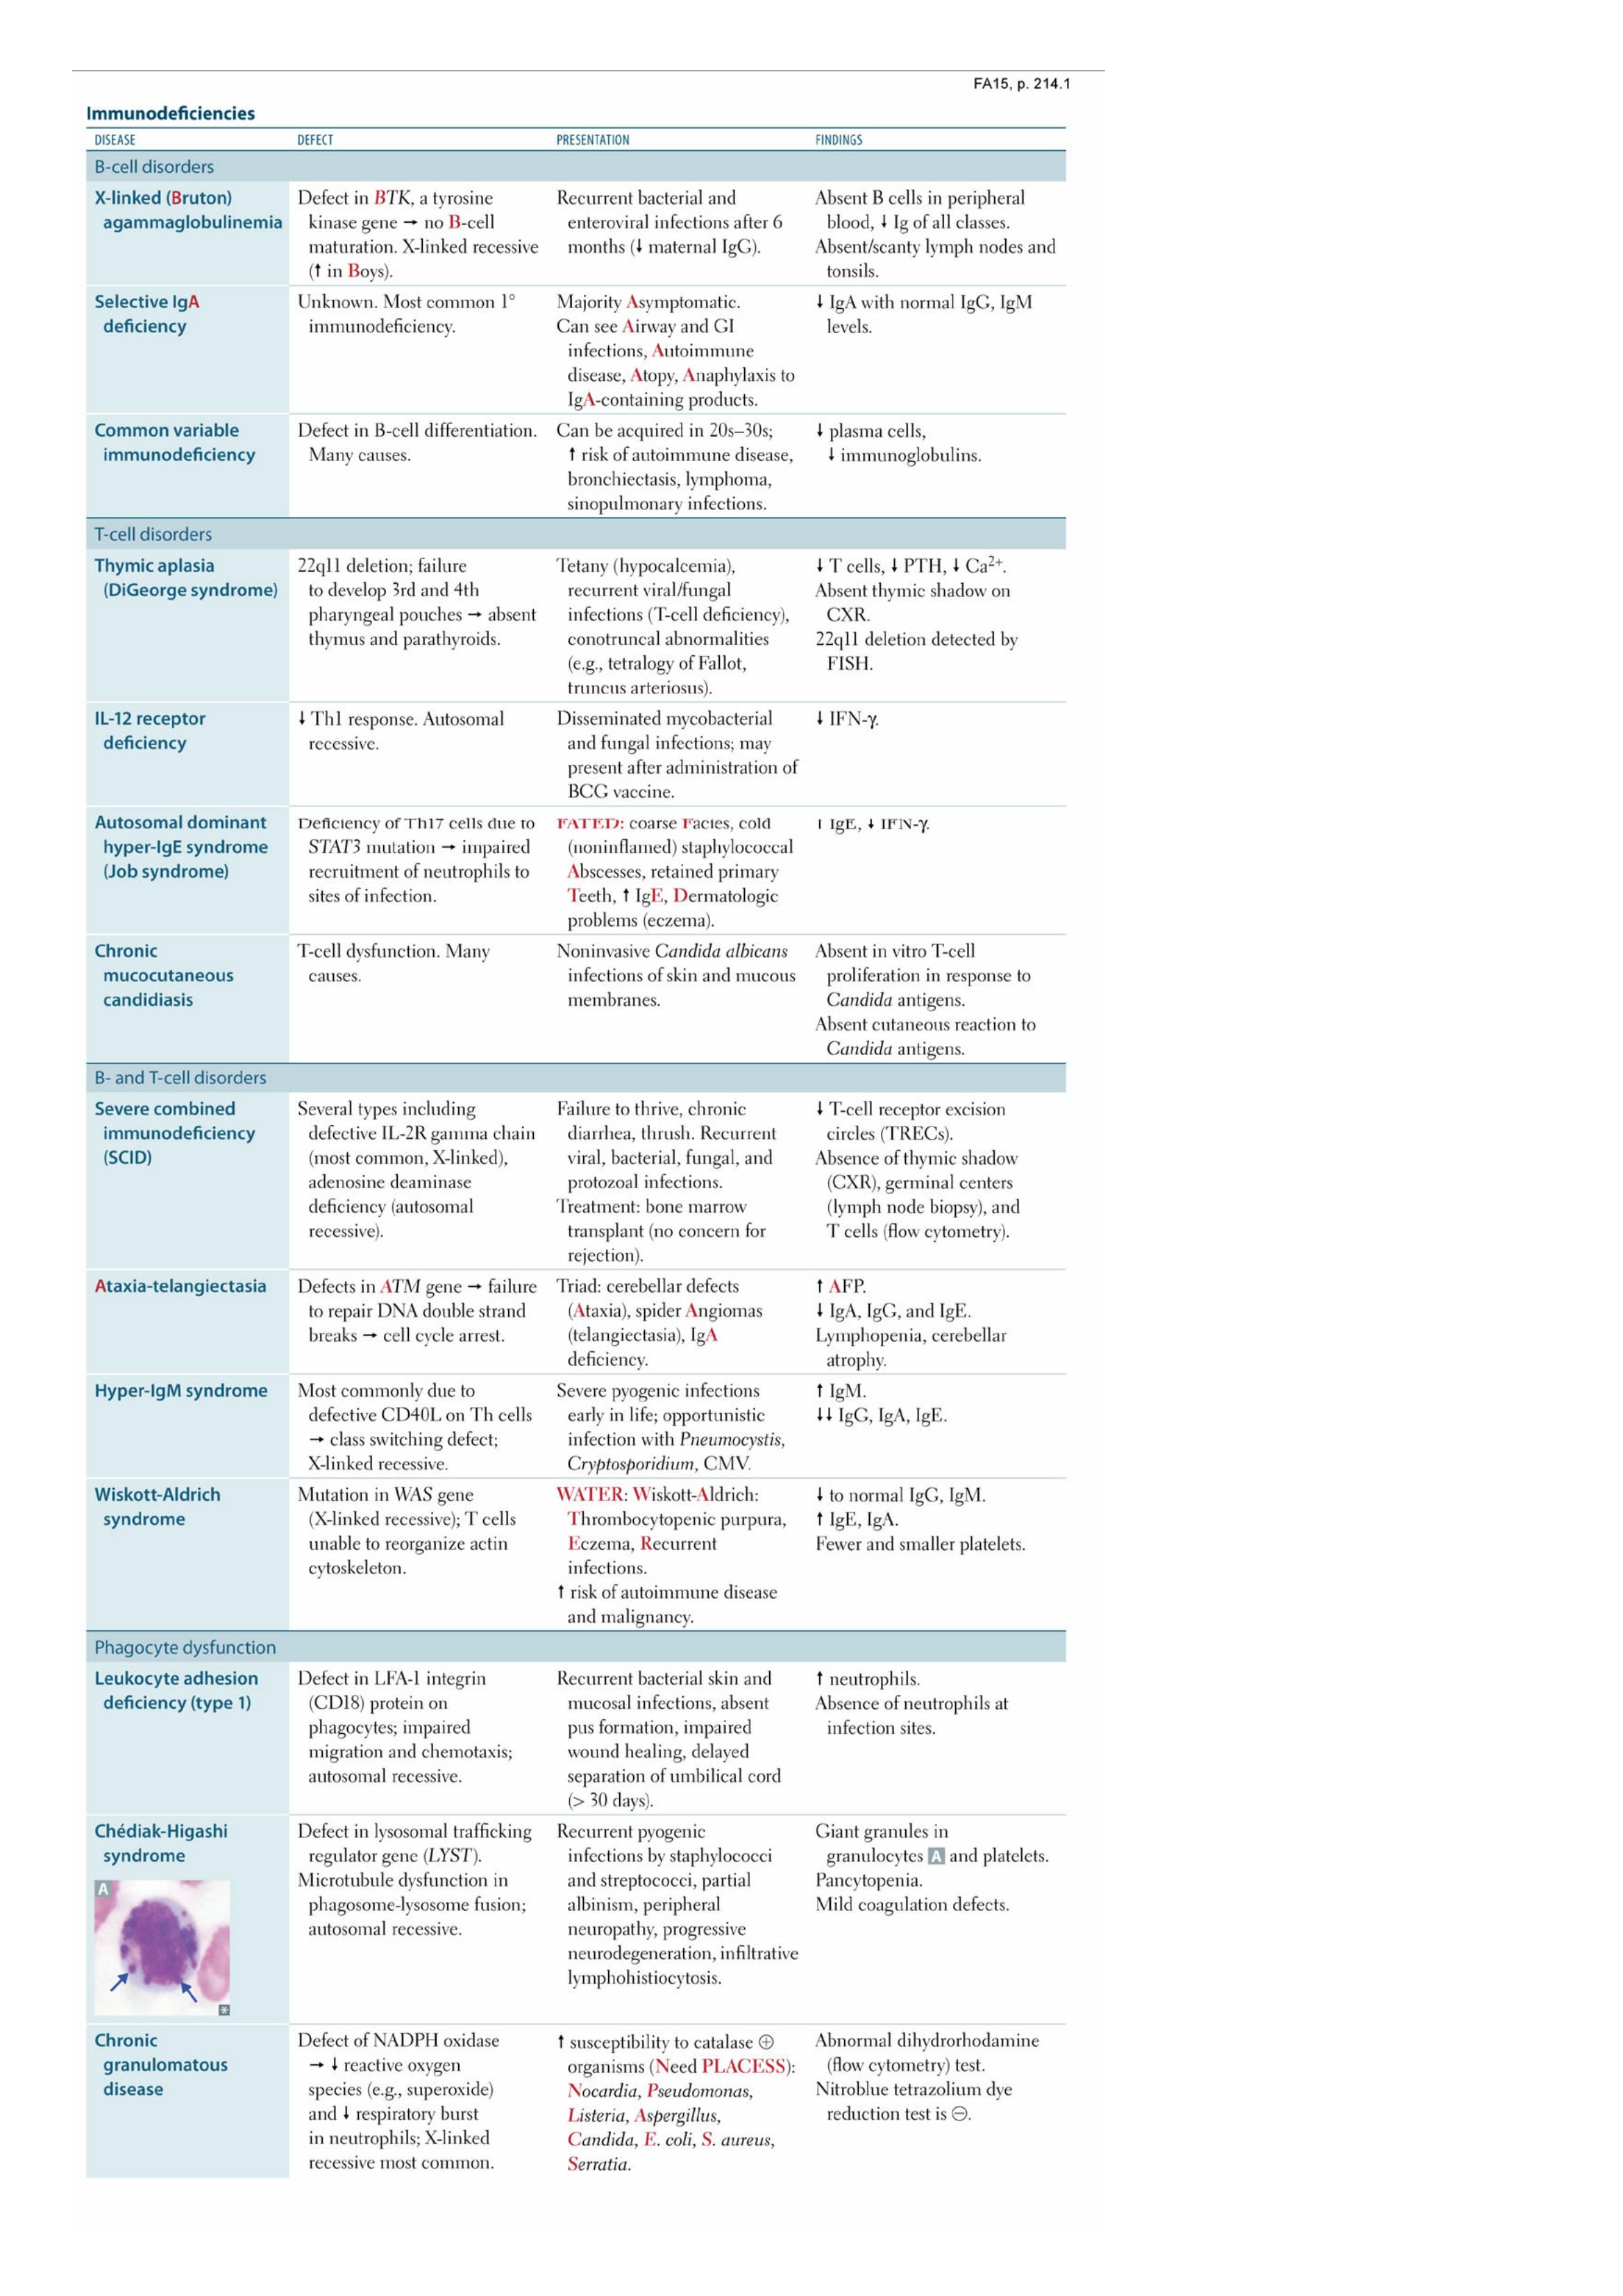 FA15, p. 214.1
Immunodeficiencies
DISEASE DEFECT PRESENTATION FINDINGS
B-cell disorders
X-linked (Bruton)
agammaglobulinemia
Defect in BTK, a tyrosine
kinase gene → no B-cell
maturation. X-linked recessive
(↑ in Boys).
Recurrent bacterial and
enteroviral infections after 6
months (↓ maternal IgG).
Absent B cells in peripheral
blood, ↓ Ig of all classes.
Absent/scanty lymph nodes and
tonsils.
Selective IgA
deficiency
Unknown. Most common 1°
immunodeficiency.
Majority Asymptomatic.
Can see Airway and GI
infections, Autoimmune
disease, Atopy, Anaphylaxis to
IgA-containing products.
↓ IgA with normal IgG, IgM
levels.
Common variable
immunodeficiency
Defect in B-cell differentiation.
Many causes.
Can be acquired in 20s–30s;
↑ risk of autoimmune disease,
bronchiectasis, lymphoma,
sinopulmonary infections.
↓ plasma cells,
↓ immunoglobulins.
T-cell disorders
Thymic aplasia
(DiGeorge syndrome)
22q11 deletion; failure
to develop 3rd and 4th
pharyngeal pouches → absent
thymus and parathyroids.
Tetany (hypocalcemia),
recurrent viral/fungal
infections (T-cell deficiency),
conotruncal abnormalities
(e.g., tetralogy of Fallot,
truncus arteriosus).
↓ T cells, ↓ PTH, ↓ Ca2+.
Absent thymic shadow on
CXR.
22q11 deletion detected by
FISH.
IL-12 receptor
deficiency
↓ Th1 response. Autosomal
recessive.
Disseminated mycobacterial
and fungal infections; may
present after administration of
BCG vaccine.
↓ IFN-γ.
Autosomal dominant
hyper-IgE syndrome
(Job syndrome)
Deficiency of Th17 cells due to
STAT3 mutation → impaired
recruitment of neutrophils to
sites of infection.
FATED: coarse Facies, cold
(noninflamed) staphylococcal
Abscesses, retained primary
Teeth, ↑ IgE, Dermatologic
problems (eczema).
↑ IgE, ↓ IFN-γ.
Chronic
mucocutaneous
candidiasis
T-cell dysfunction. Many
causes.
Noninvasive Candida albicans
infections of skin and mucous
membranes.
Absent in vitro T-cell
proliferation in response to
Candida antigens.
Absent cutaneous reaction to
Candida antigens.
B- and T-cell disorders
Severe combined
immunodeficiency
(SCID)
Several types including
defective IL-2R gamma chain
(most common, X-linked),
adenosine deaminase
deficiency (autosomal
recessive).
Failure to thrive, chronic
diarrhea, thrush. Recurrent
viral, bacterial, fungal, and
protozoal infections.
Treatment: bone marrow
transplant (no concern for
rejection).
↓ T-cell receptor excision
circles (TRECs).
Absence of thymic shadow
(CXR), germinal centers
(lymph node biopsy), and
T cells (flow cytometry).
Ataxia-telangiectasia
Defects in ATM gene → failure
to repair DNA double strand
breaks → cell cycle arrest.
Triad: cerebellar defects
(Ataxia), spider Angiomas
(telangiectasia), IgA
deficiency.
↑ AFP.
↓ IgA, IgG, and IgE.
Lymphopenia, cerebellar
atrophy.
Hyper-IgM syndrome
Most commonly due to
defective CD40L on Th cells
→ class switching defect;
X-linked recessive.
Severe pyogenic infections
early in life; opportunistic
infection with Pneumocystis,
Cryptosporidium, CMV.
↑ IgM.
↓↓ IgG, IgA, IgE.
Wiskott-Aldrich
syndrome
Mutation in WAS gene
(X-linked recessive); T cells
unable to reorganize actin
cytoskeleton.
WATER: Wiskott-Aldrich:
Thrombocytopenic purpura,
Eczema, Recurrent
infections.
↑ risk of autoimmune disease
and malignancy.
↓ to normal IgG, IgM.
↑ IgE, IgA.
Fewer and smaller platelets.
Phagocyte dysfunction
Leukocyte adhesion
deficiency (type 1)
Defect in LFA-1 integrin
(CD18) protein on
phagocytes; impaired
migration and chemotaxis;
autosomal recessive.
Recurrent bacterial skin and
mucosal infections, absent
pus formation, impaired
wound healing, delayed
separation of umbilical cord
(> 30 days).
↑ neutrophils.
Absence of neutrophils at
infection sites.
Chédiak-Higashi
syndrome
A
Defect in lysosomal trafficking
regulator gene (LYST).
Microtubule dysfunction in
phagosome-lysosome fusion;
autosomal recessive.
Recurrent pyogenic
infections by staphylococci
and streptococci, partial
albinism, peripheral
neuropathy, progressive
neurodegeneration, infiltrative
lymphohistiocytosis.
Giant granules in
granulocytes A and platelets.
Pancytopenia.
Mild coagulation defects.
Chronic
granulomatous
disease
Defect of NADPH oxidase
→ ↓ reactive oxygen
species (e.g., superoxide)
and ↓ respiratory burst
in neutrophils; X-linked
recessive most common.
↑ susceptibility to catalase ⊕
organisms (Need PLACESS):
Nocardia, Pseudomonas,
Listeria, Aspergillus,
Candida, E. coli, S. aureus,
Serratia.
Abnormal dihydrorhodamine
(flow cytometry) test.
Nitroblue tetrazolium dye
reduction test is ⊖.